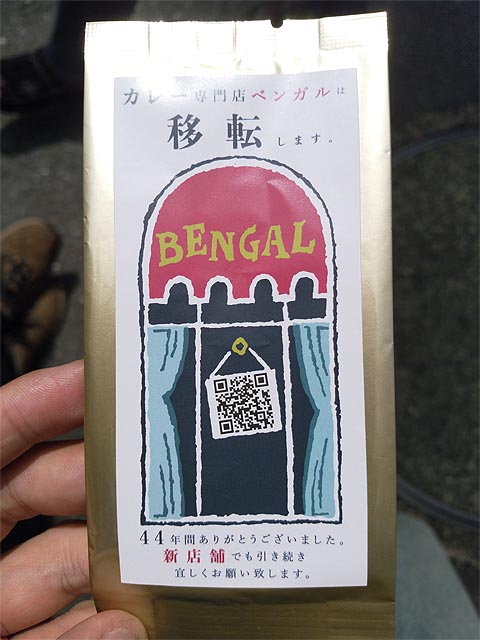 カレー専門店ベンガルは
移転します。
BENGAL
44年間ありがとうございました。
新店舗でも引き続き
宜しくお願い致します。